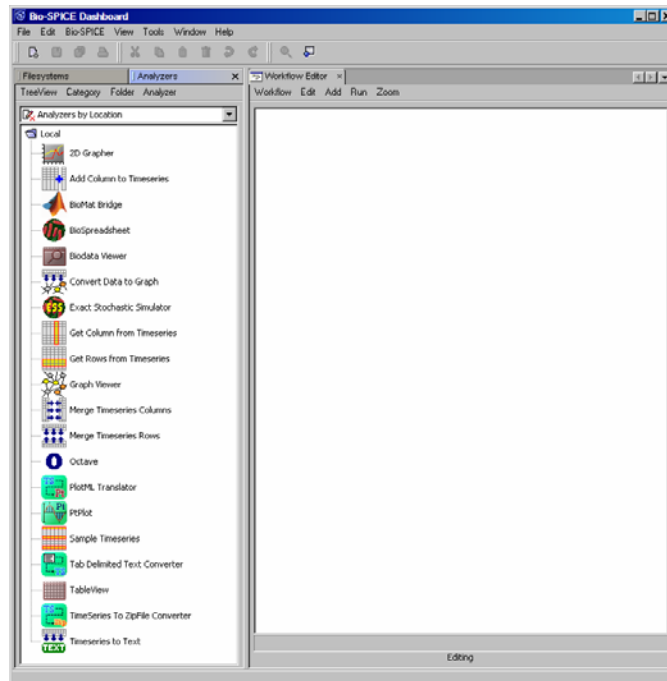 Bio-SPICE Dashboard
File Edit Bio-SPICE View Tools Window Help
Filesystems Analyzers
TreeView Category Folder Analyzer
Analyzers by Location
Local
2D Grapher
Add Column to Timeseries
BioMat Bridge
BioSpreadsheet
Biodata Viewer
Convert Data to Graph
ESS
Exact Stochastic Simulator
Get Column from Timeseries
Get Rows from Timeseries
Graph Viewer
Merge Timeseries Columns
Merge Timeseries Rows
Octave
PlotML Translator
PtPlot
Sample Timeseries
Tab Delimited Text Converter
TableView
TimeSeries To ZipFile Converter
TEXT
Timeseries to Text
Workflow Editor
Workflow Edit Add Run Zoom
Editing